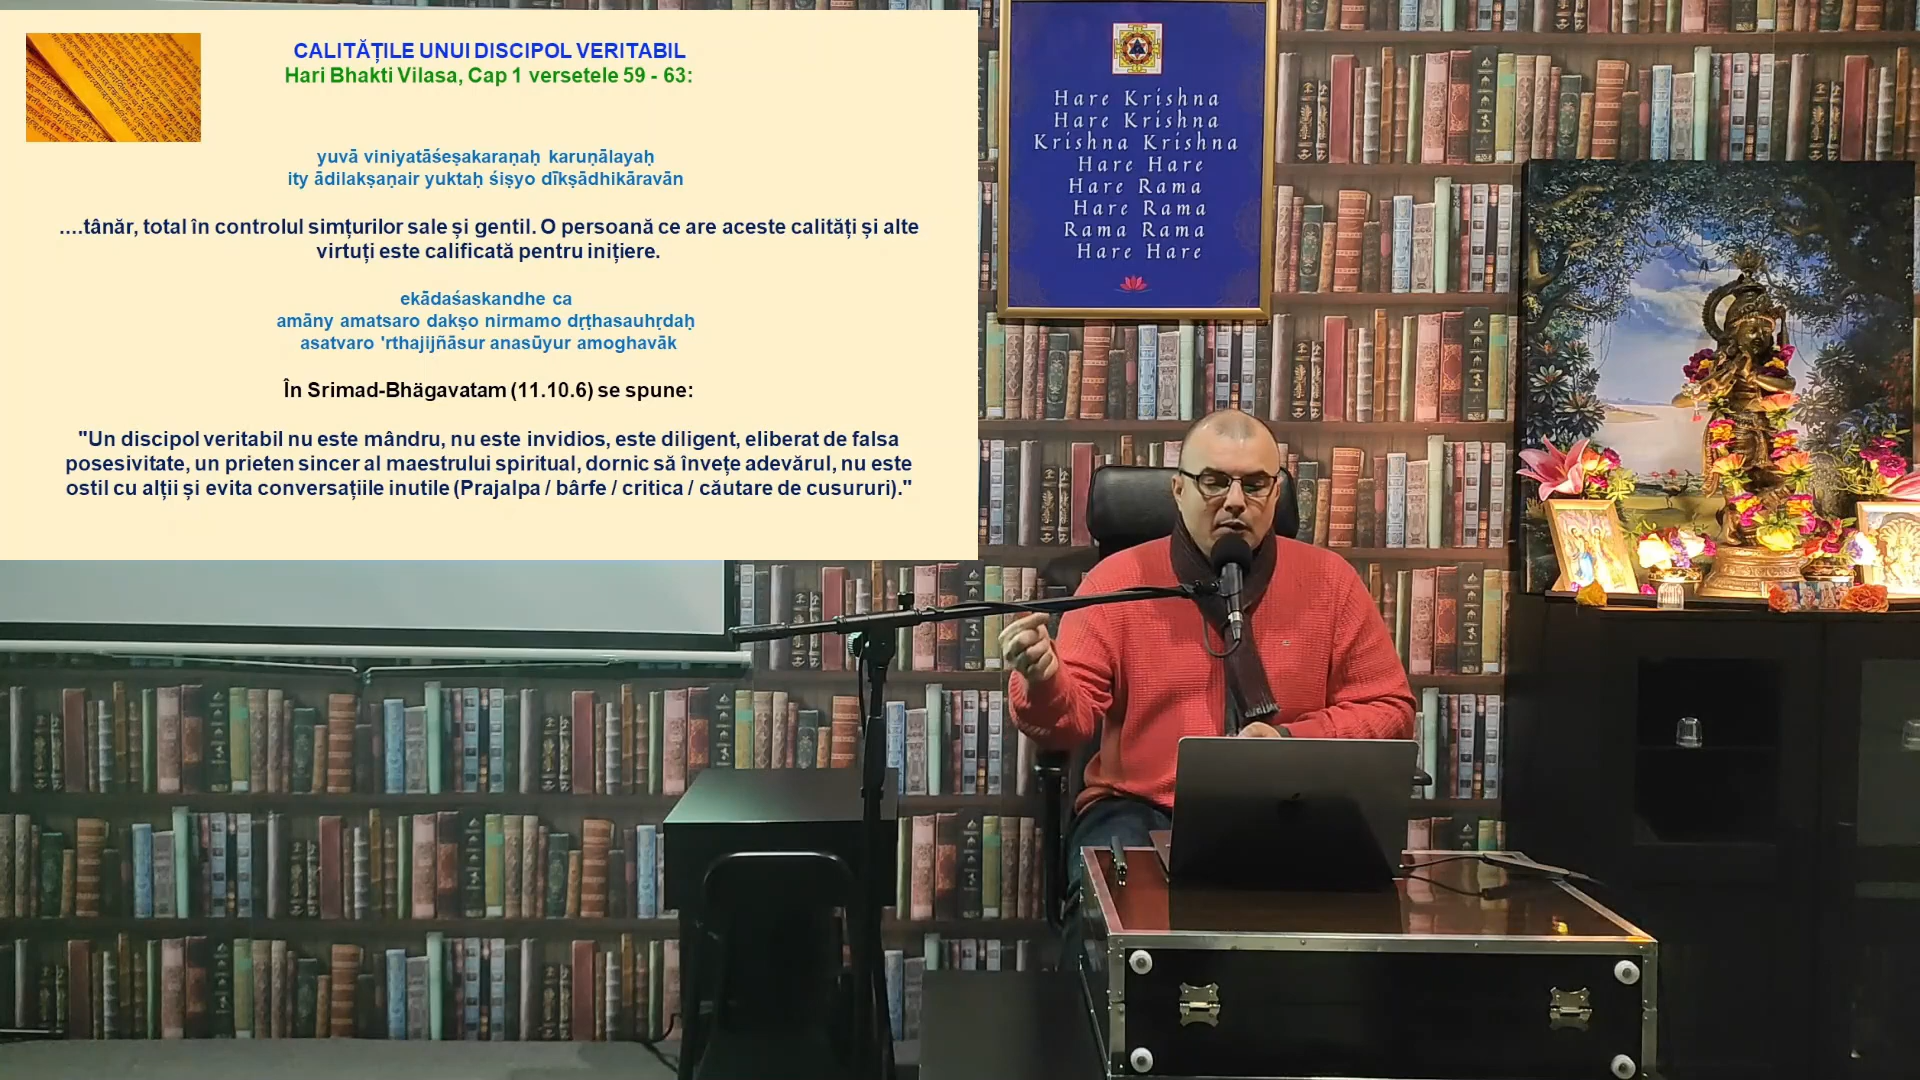 CALITĂȚILE UNUI DISCIPOL VERITABIL
Hari Bhakti Vilasa, Cap 1 versetele 59 - 63:
yuvā viniyatāśeṣakaraṇaḥ karuṇālayaḥ
ity ādilakṣaṇair yuktaḥ śiṣyo dīkṣādhikāravān
....tânăr, total în controlul simțurilor sale și gentil. O persoană ce are aceste calități și alte
virtuți este calificată pentru inițiere.
ekādaśaskandhe ca
amāny amatsaro dakṣo nirmamo dṛṭhasauhṛdaḥ
asatvaro 'rthajijñāsur anasūyur amoghavāk
În Srimad-Bhägavatam (11.10.6) se spune:
"Un discipol veritabil nu este mândru, nu este invidios, este diligent, eliberat de falsa
posesivitate, un prieten sincer al maestrului spiritual, dornic să învețe adevărul, nu este
ostil cu alții și evita conversațiile inutile (Prajalpa / bârfe / critica / căutare de cusururi)."
Hare Krishna
Hare Krishna
Krishna Krishna
Hare Hare
Hare Rama
Hare Rama
Rama Rama
Hare Hare